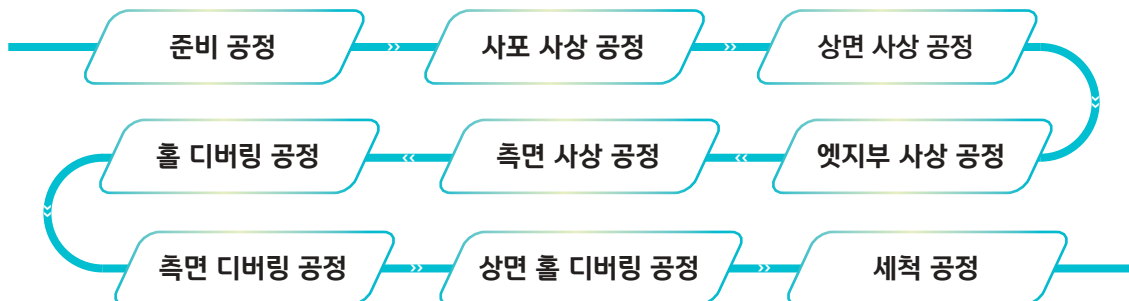 준비 공정
사포 사상 공정
상면 사상 공정
엣지부 사상 공정
측면 사상 공정
홀 디버링 공정
측면 디버링 공정
상면 홀 디버링 공정
세척 공정